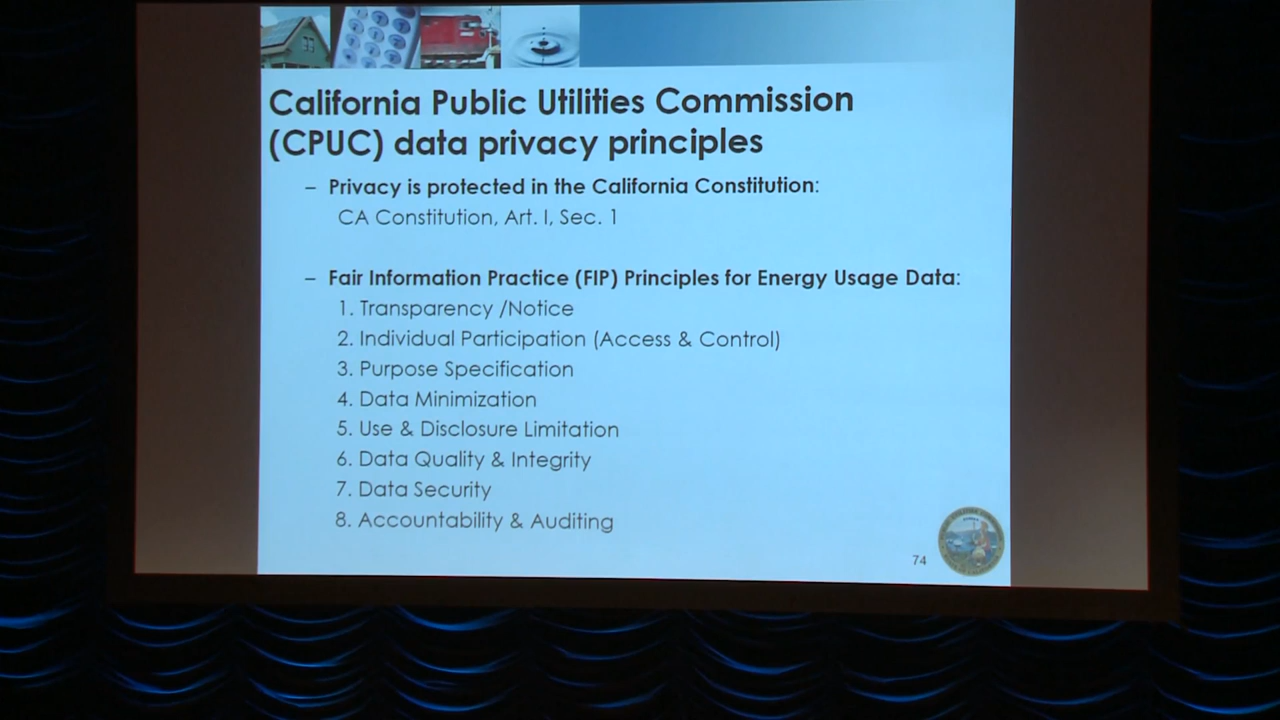 California Public Utilities Commission
(CPUC) data privacy principles
– Privacy is protected in the California Constitution:
CA Constitution, Art. I, Sec. 1
– Fair Information Practice (FIP) Principles for Energy Usage Data:
1. Transparency /Notice
2. Individual Participation (Access & Control)
3. Purpose Specification
4. Data Minimization
5. Use & Disclosure Limitation
6. Data Quality & Integrity
7. Data Security
8. Accountability & Auditing
74